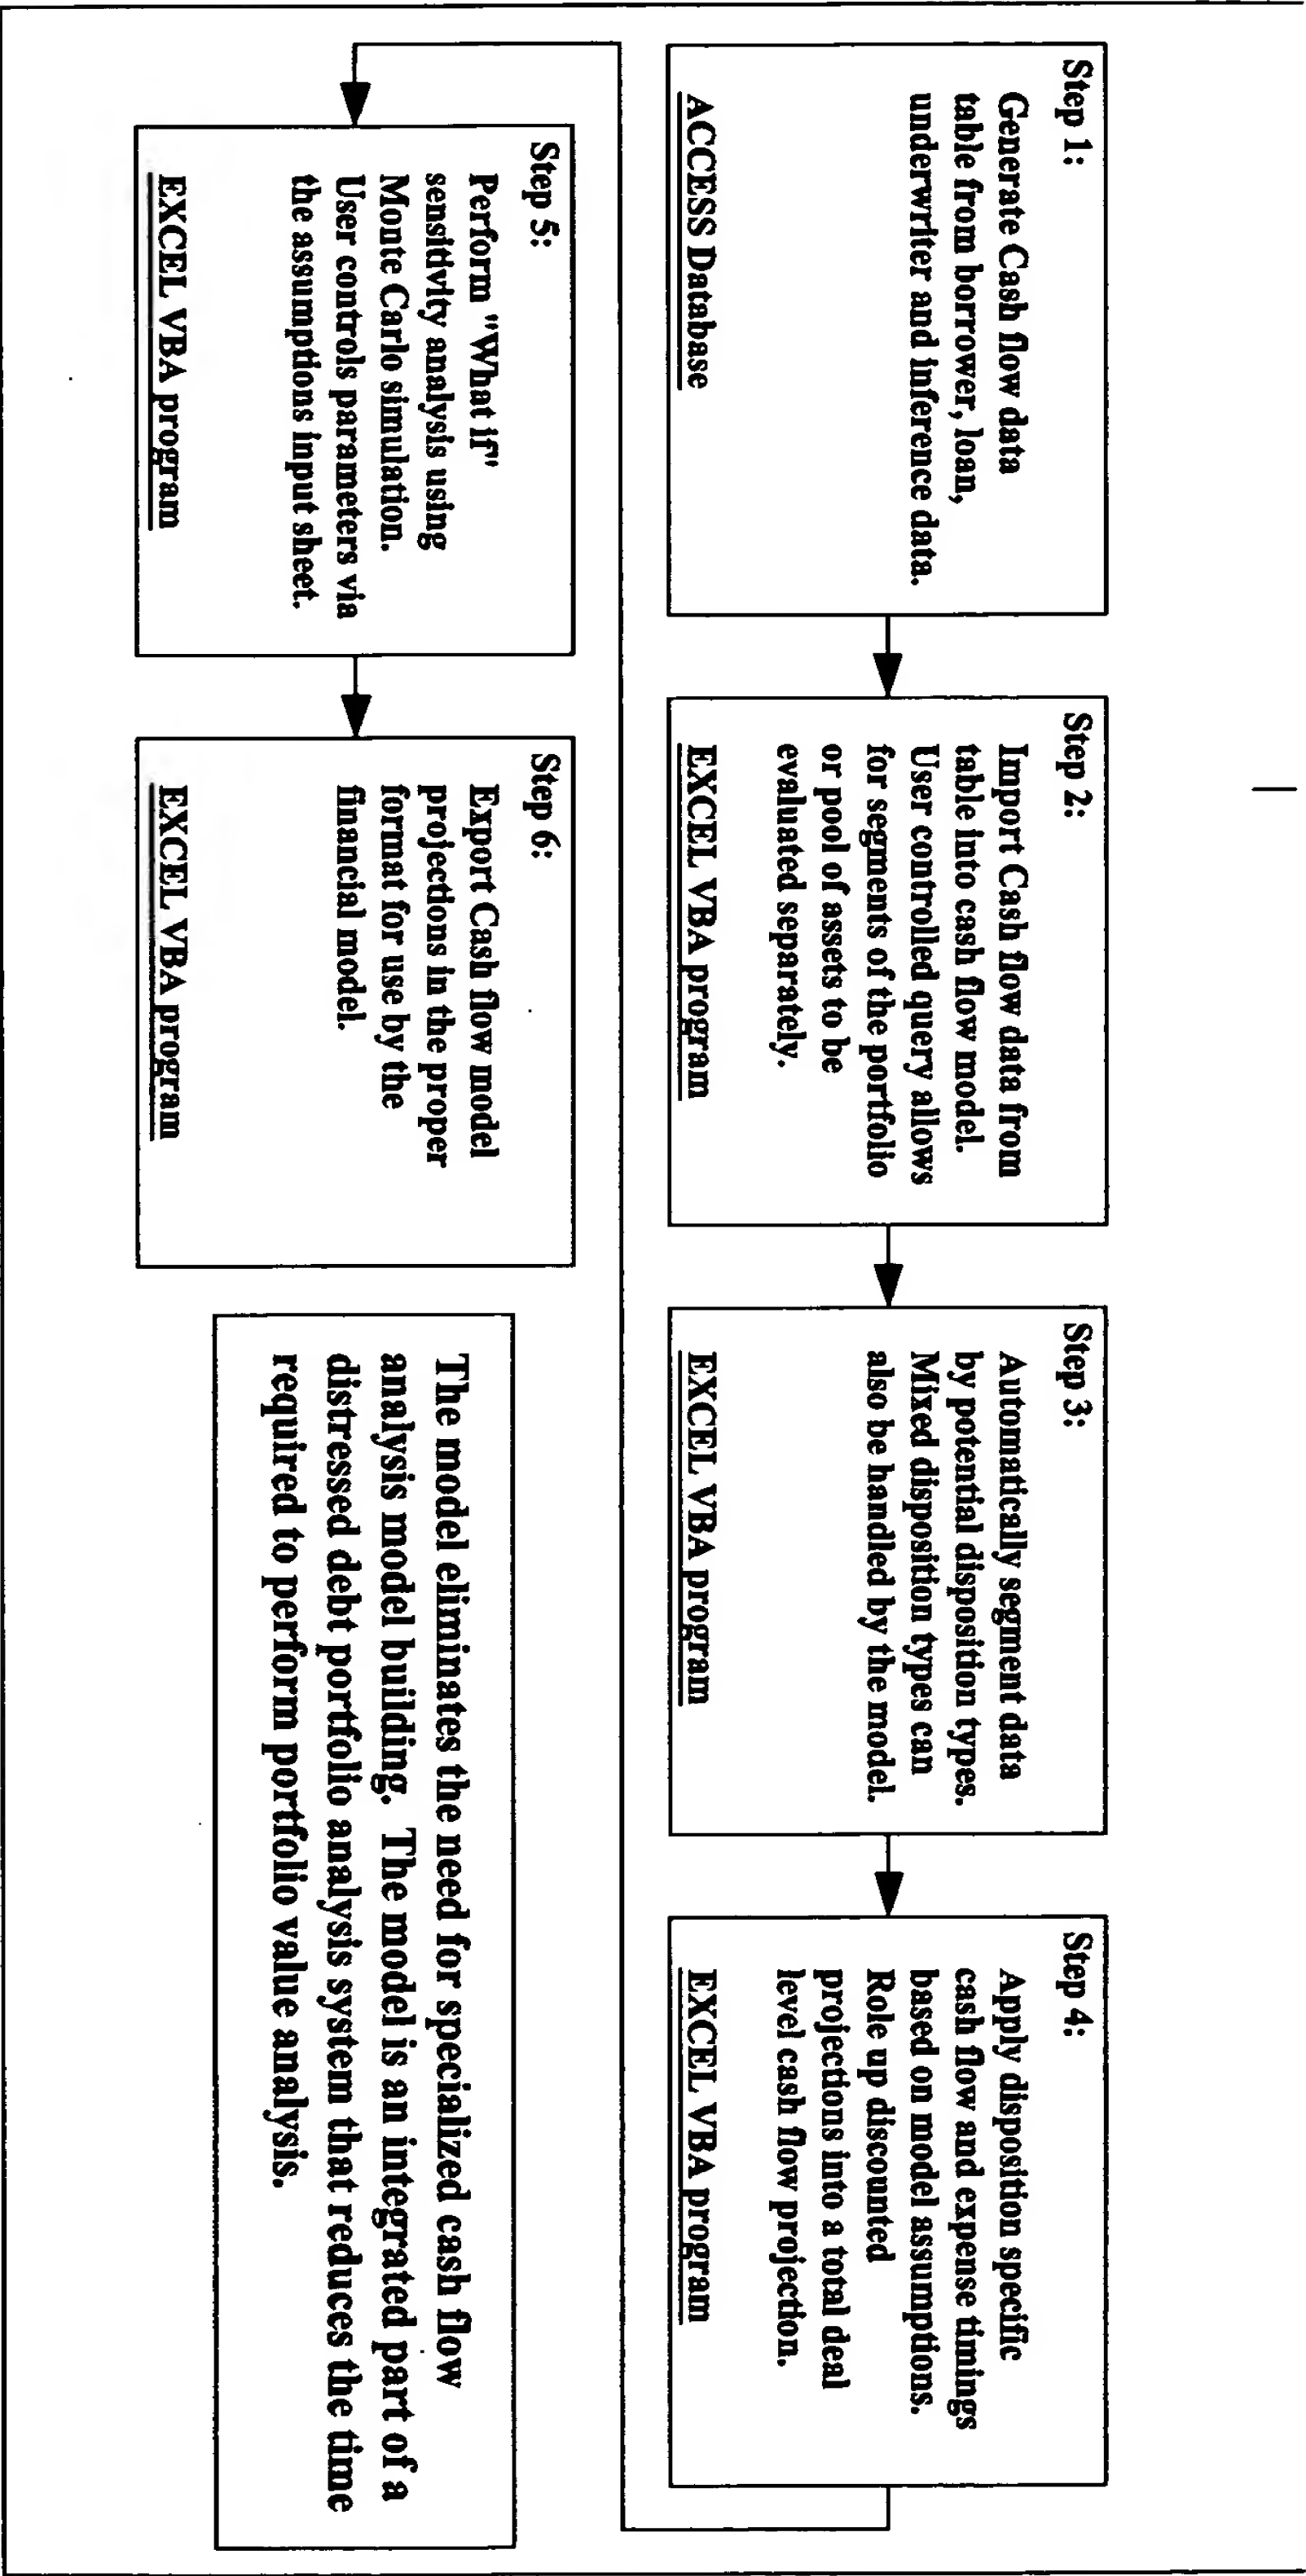 Step 1:
Generate Cash flow data
table from borrower, loan,
underwriter and inference data.
ACCESS Database
Step 2:
Import Cash flow data from
table into cash flow model.
User controlled query allows
for segments of the portfolio
or pool of assets to be
evaluated separately.
EXCEL VBA program
Step 3:
Automatically segment data
by potential disposition types.
Mixed disposition types can
also be handled by the model.
EXCEL VBA program
Step 4:
Apply disposition specific
cash flow and expense timings
based on model assumptions.
Role up discounted
projections into a total deal
level cash flow projection.
EXCEL VBA program
Step 5:
Perform "What if"
sensitivity analysis using
Monte Carlo simulation.
User controls parameters via
the assumptions input sheet.
EXCEL VBA program
Step 6:
Export Cash flow model
projections in the proper
format for use by the
financial model.
EXCEL VBA program
The model eliminates the need for specialized cash flow
analysis model building. The model is an integrated part of a
distressed debt portfolio analysis system that reduces the time
required to perform portfolio value analysis.